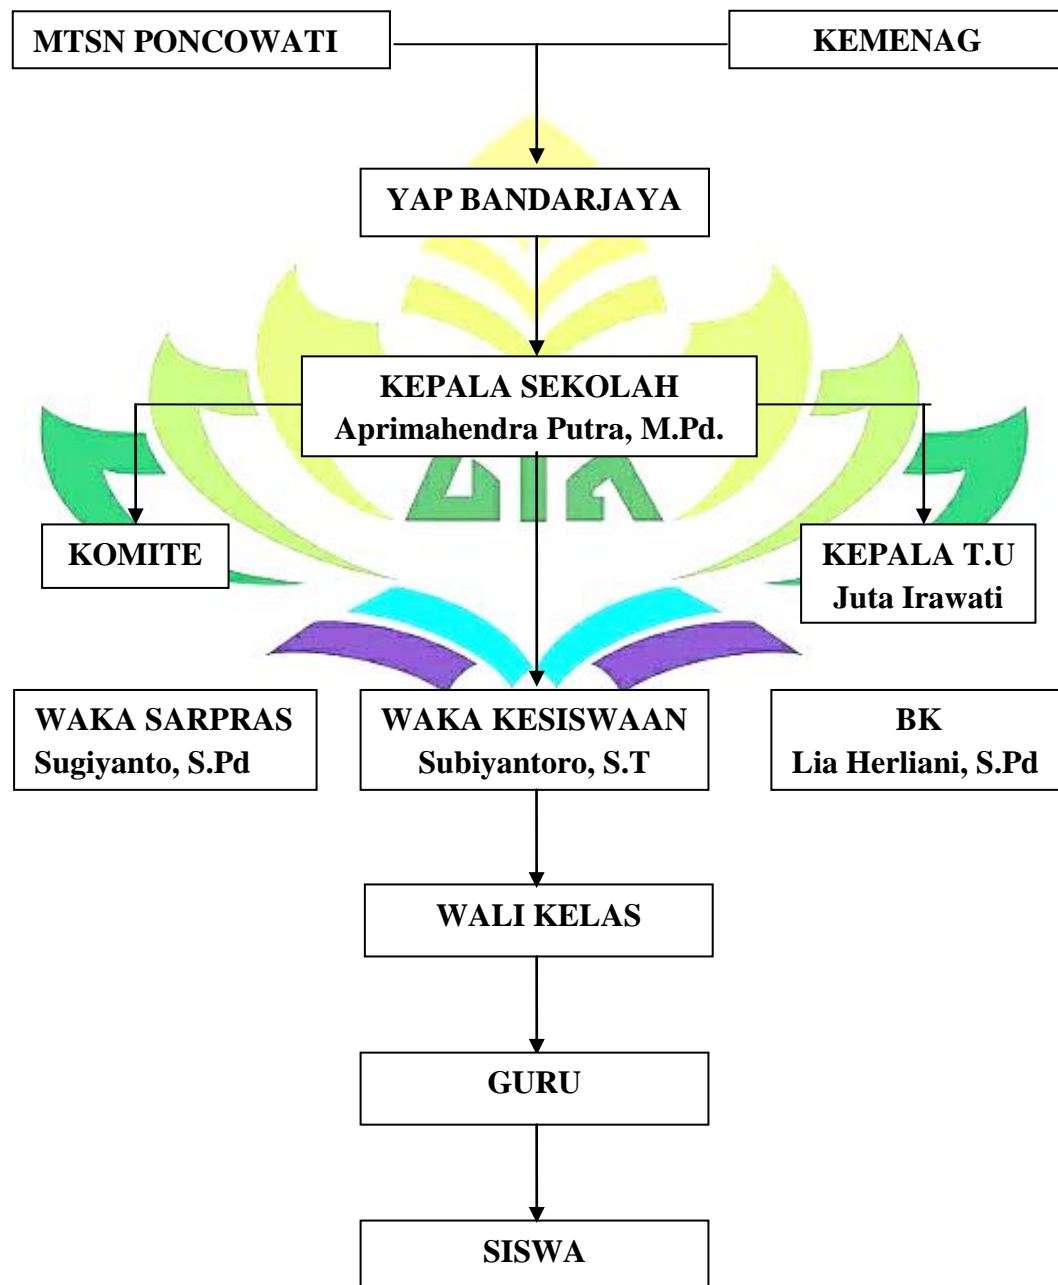 MTSN PONCOWATI
KEMENAG
YAP BANDARJAYA
KEPALA SEKOLAH
Aprimahendra Putra, M.Pd.
KOMITE
KEPALA T.U
Juta Irawati
WAKA SARPRAS
Sugiyanto, S.Pd
WAKA KESISWAAN
Subiyantoro, S.T
BK
Lia Herliani, S.Pd
WALI KELAS
GURU
SISWA